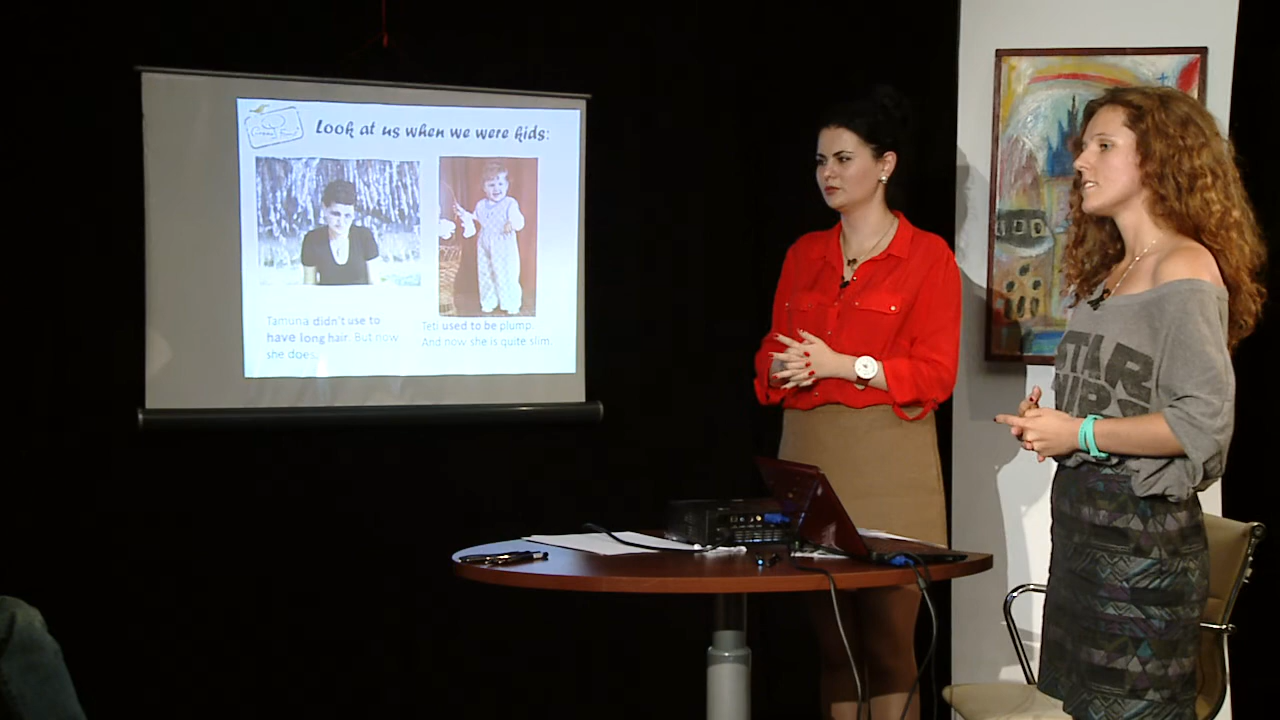 Look at us when we were kids:
Tamuna didn't use to
have long hair. But now
she does.
Teti used to be plump.
And now she is quite slim.
STAR
WARS